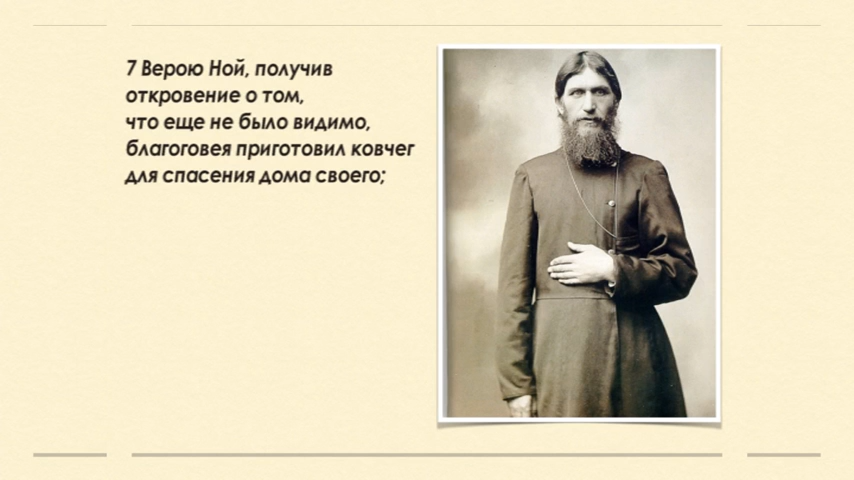 7 Верою Ной, получив
откровение о том,
что еще не было видимо,
благоговея приготовил ковчег
для спасения дома своего;